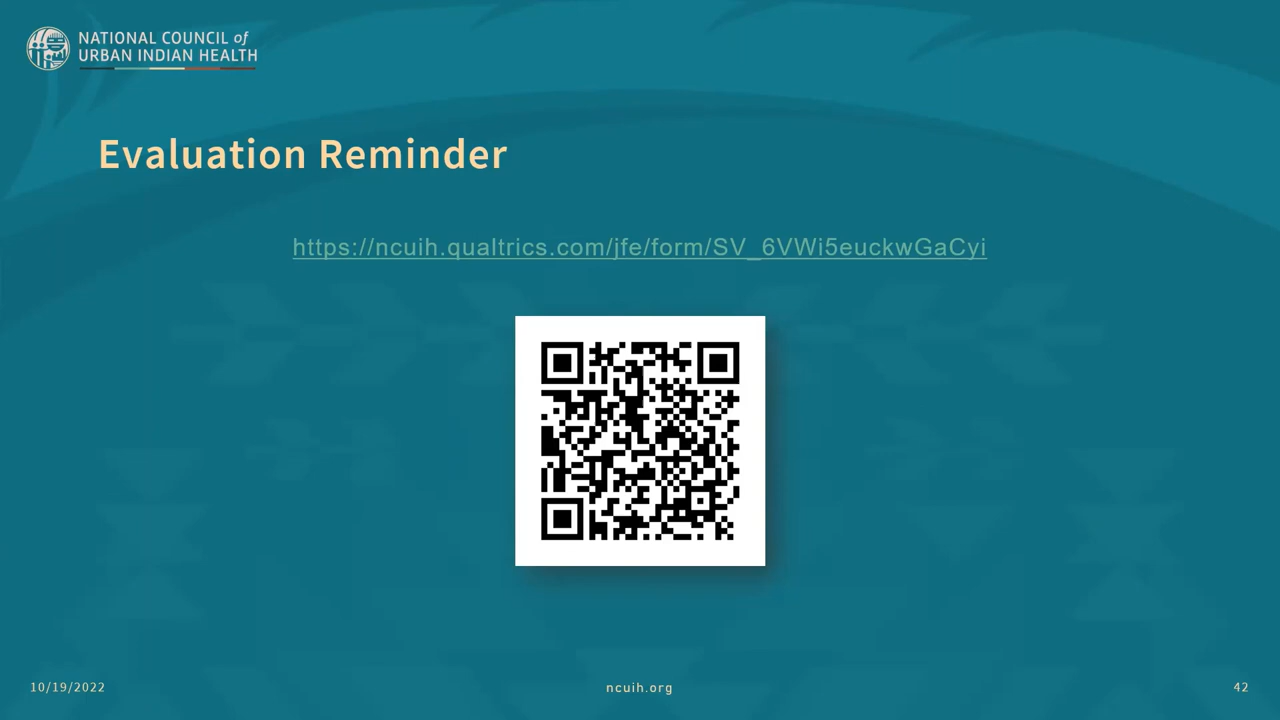 NATIONAL COUNCIL of
URBAN INDIAN HEALTH
Evaluation Reminder
https://ncuih.qualtrics.com/jfe/form/SV_6VWi5euckwGaCyi
10/19/2022
ncuih.org
42